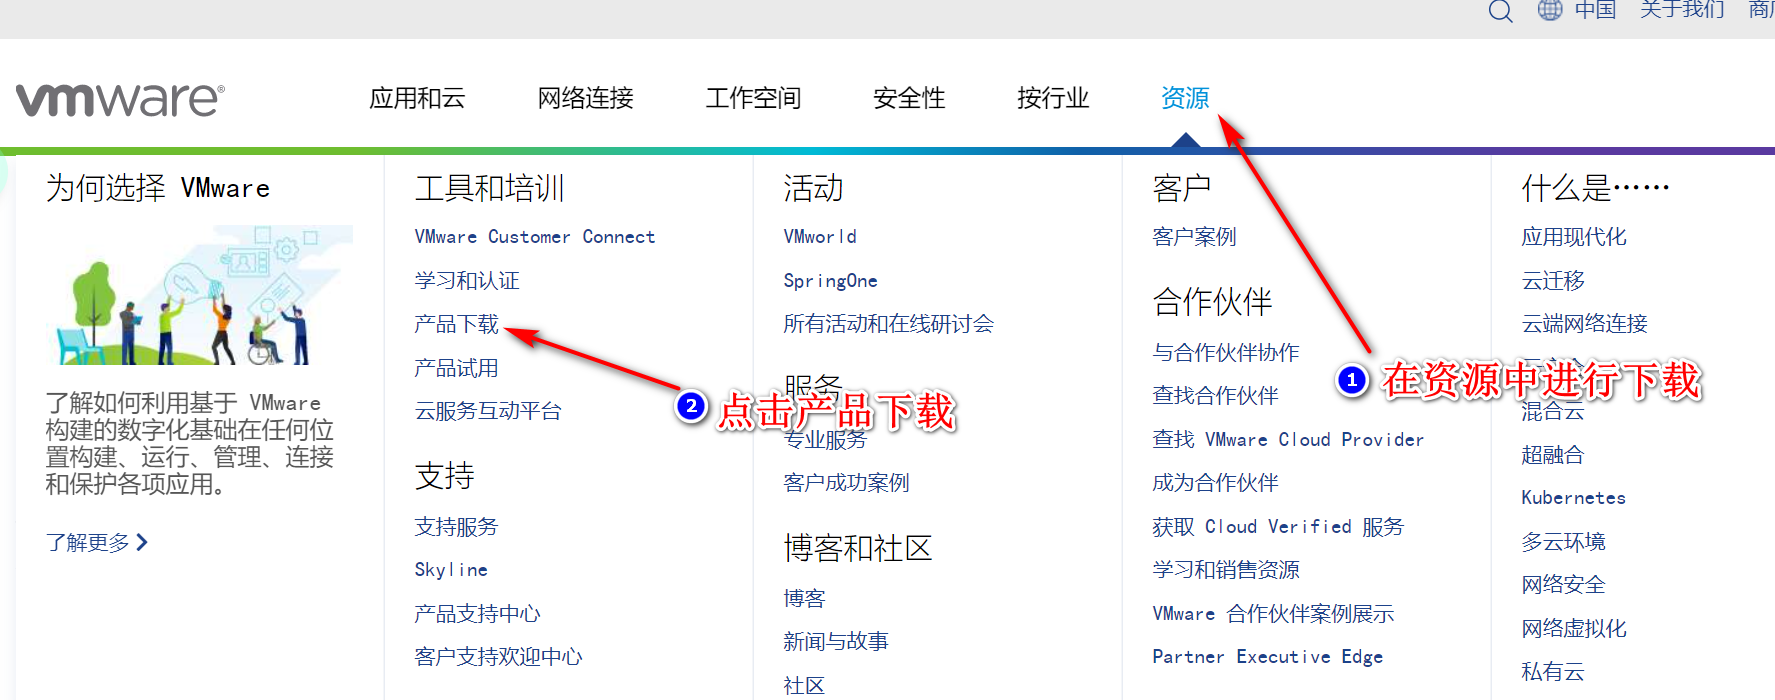 中国 关于我们
vmware®
应用和云 网络连接 工作空间 安全性 按行业 资源
为何选择 VMware
了解如何利用基于 VMware
构建的数字化基础在任何位
置构建、运行、管理、连接
和保护各项应用。
了解更多
工具和培训
VMware Customer Connect
学习和认证
产品下载
产品试用
云服务互动平台
支持
支持服务
Skyline
产品支持中心
客户支持欢迎中心
② 点击产品下载
活动
VMworld
SpringOne
所有活动和在线研讨会
服务
专业服务
客户成功案例
博客和社区
博客
新闻与故事
社区
客户
客户案例
合作伙伴
与合作伙伴协作
查找合作伙伴
查找 VMware Cloud Provider
成为合作伙伴
获取 Cloud Verified 服务
学习和销售资源
VMware 合作伙伴案例展示
Partner Executive Edge
① 在资源中进行下载
什么是……
应用现代化
云迁移
云端网络连接
混合云
超融合
Kubernetes
多云环境
网络安全
网络虚拟化
私有云